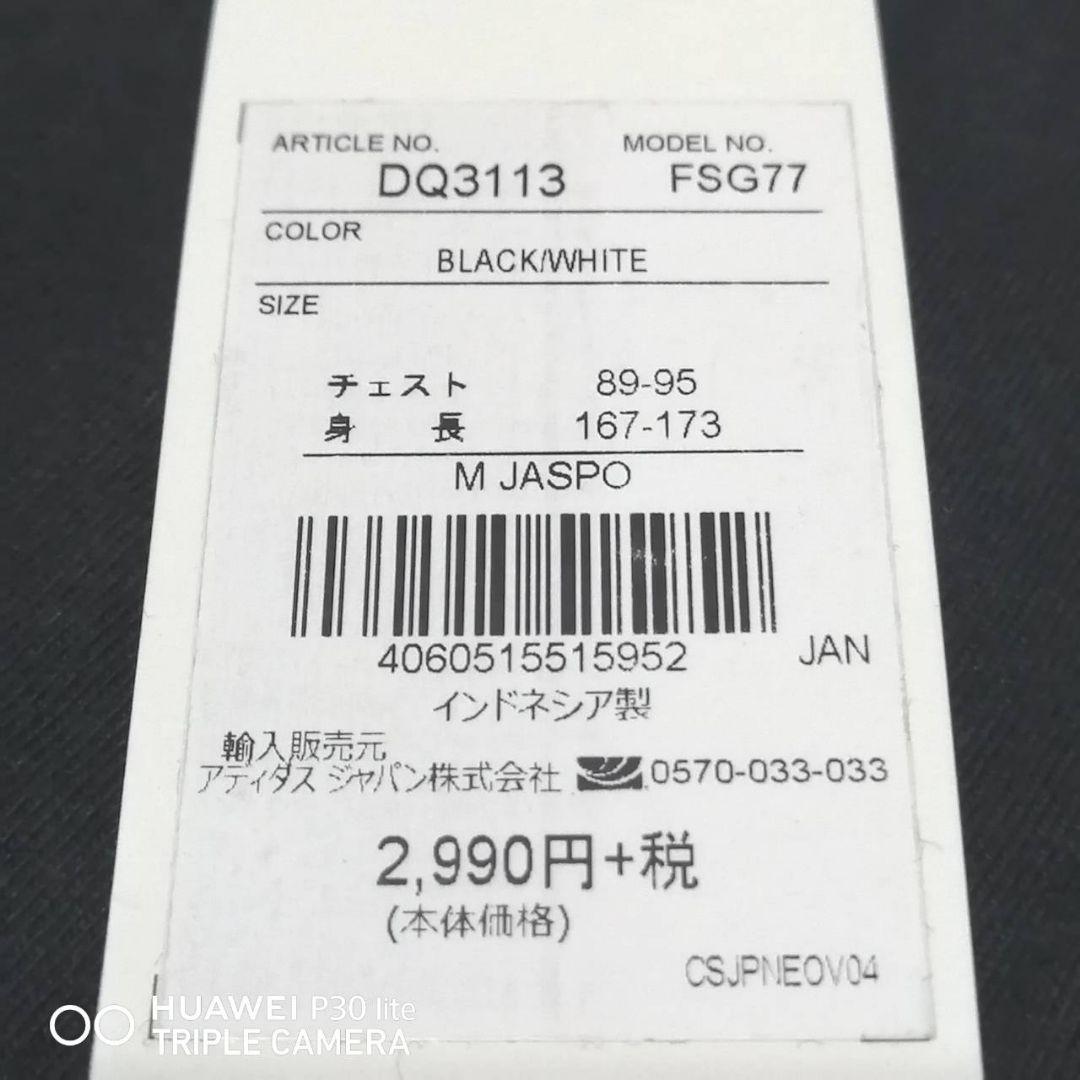 ARTICLE NO. MODEL NO.
DQ3113 FSG77
COLOR
BLACK/WHITE
SIZE
チェスト 89-95
身 長 167-173
M JASPO
4060515515952 JAN
インドネシア製
輸入販売元
アディダス ジャパン株式会社 0570-033-033
2,990円+税
(本体価格)
CSJPNEOV04
HUAWEI P30 lite
TRIPLE CAMERA